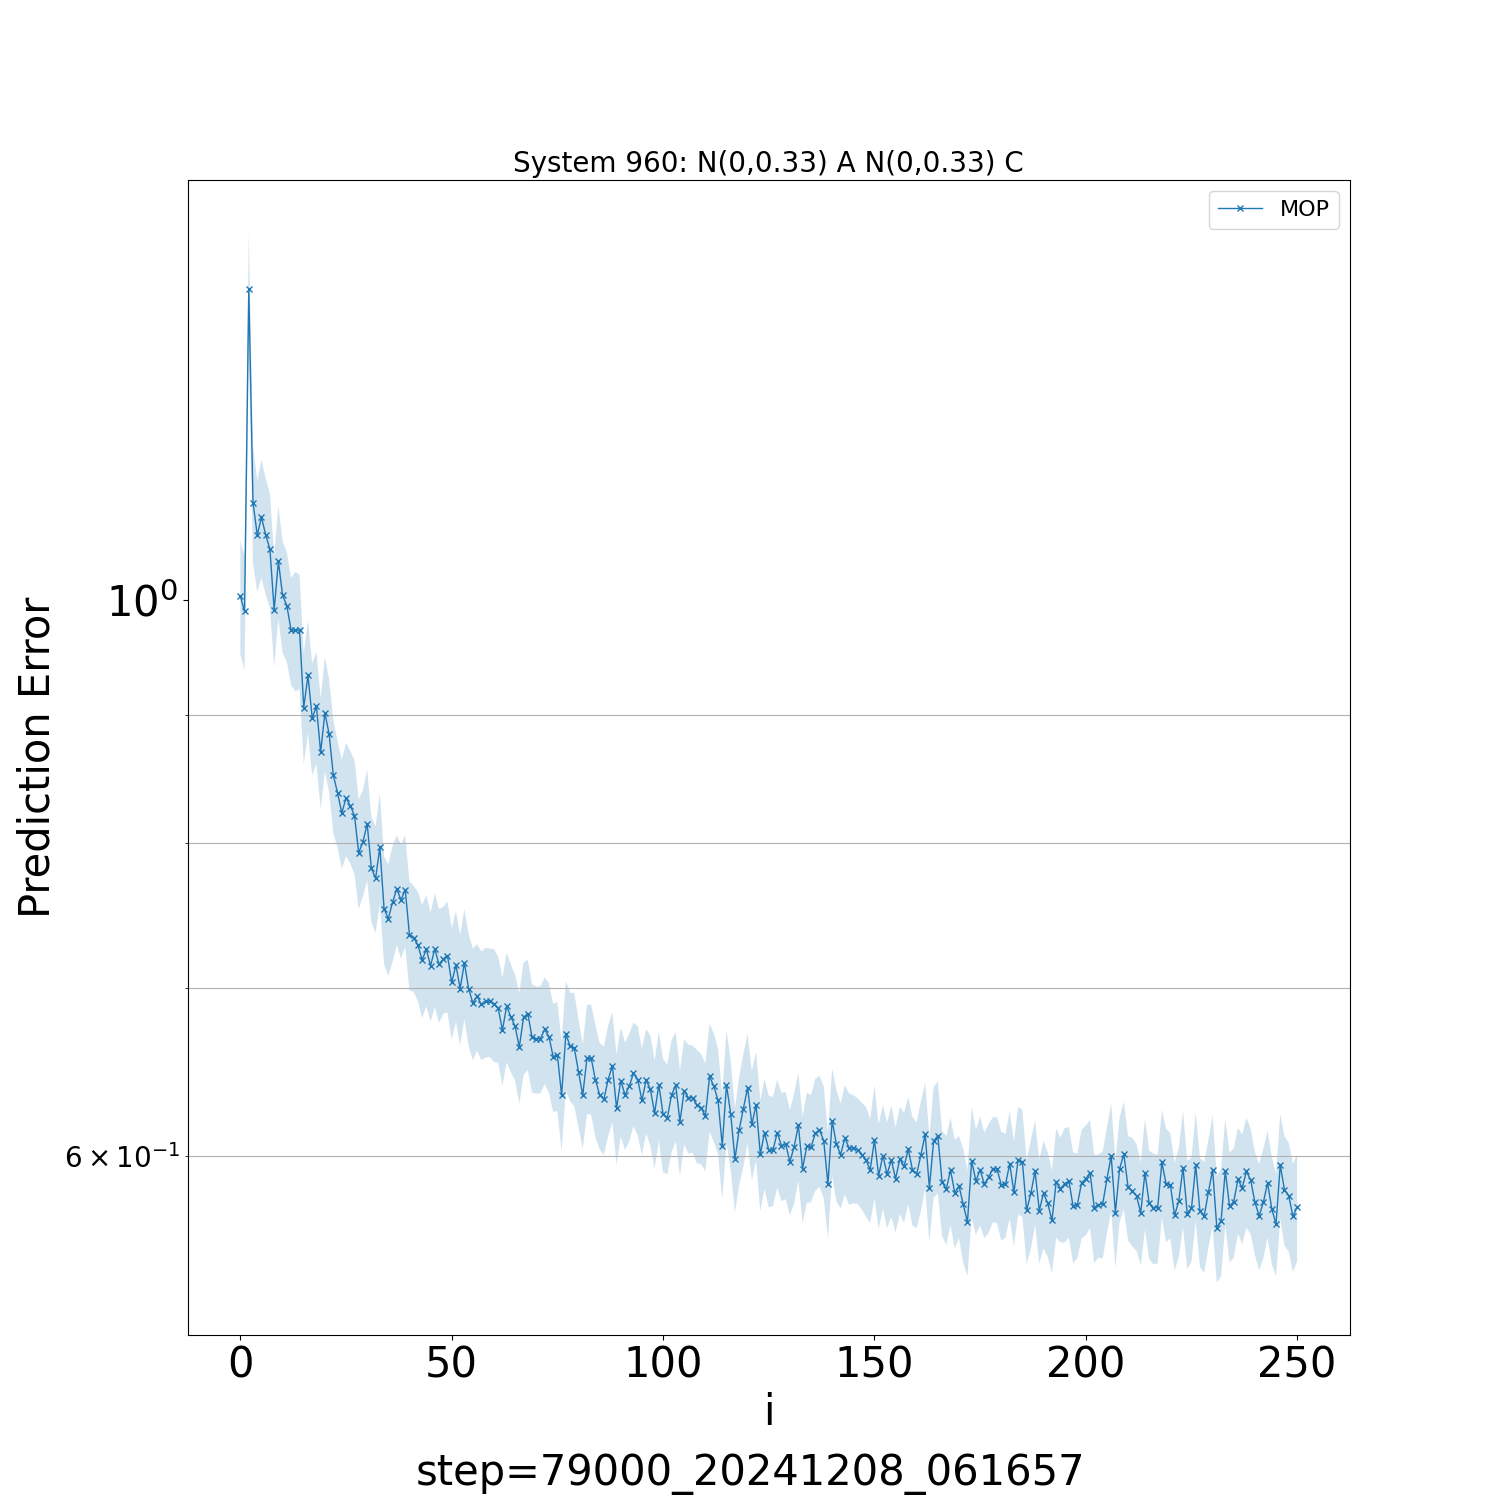 System 960: N(0,0.33) A N(0,0.33) C
MOP
Prediction Error
10⁰
6 × 10⁻¹
0 50 100 150 200 250
i
step=79000_20241208_061657